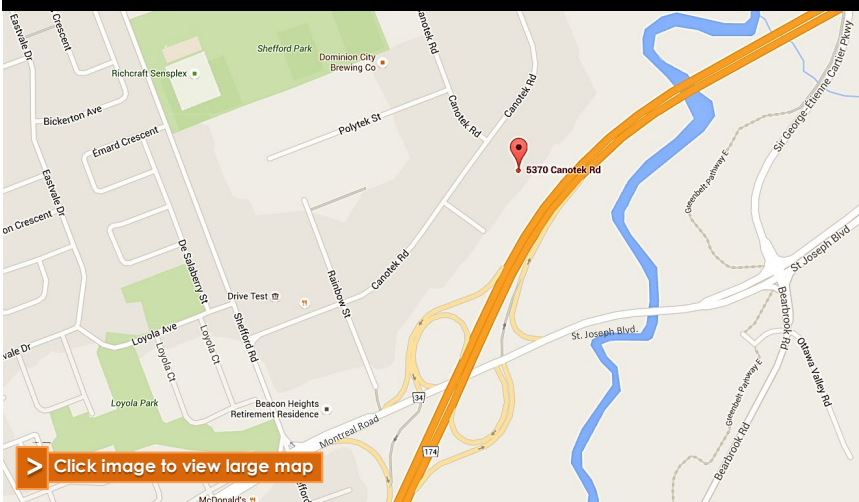 Eastvale Dr
Crescent
Shefford Park
Dominion City
Brewing Co
anotek Rd
Richcraft Sensplex
Canotek Rd
Canotek Rd
Sir George-Étienne Cartier Pkwy
Bickerton Ave
Polytek St
Émard Crescent
5370 Canotek Rd
Greenbelt Pathway E
Eastvale Dr
on Crescent
De Salaberry St
St Joseph Blvd
Canotek Rd
Rainbow St
Drive Test
Bearbrook Rd
Loyola Ave
Shefford Rd
St. Joseph Blvd.
vale Dr
Loyola Ct
Loyola Ct
Ottawa Valley Rd
Greenbelt Pathway E
Loyola Park
Beacon Heights
Retirement Residence
34
Montreal Road
174
Bearbrook Rd
> Click image to view large map
McDonald's
ffor